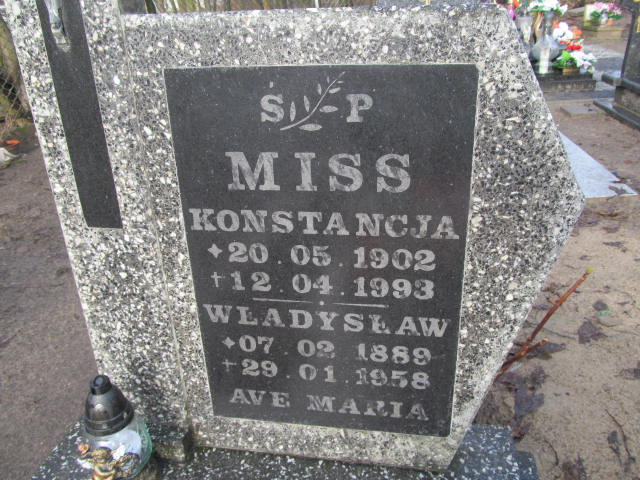 Ś P
MISS
KONSTANCJA
* 20. 05. 1902
† 12. 04. 1993
WŁADYSŁAW
* 07. 02. 1889
† 29. 01. 1958
AVE MARIA